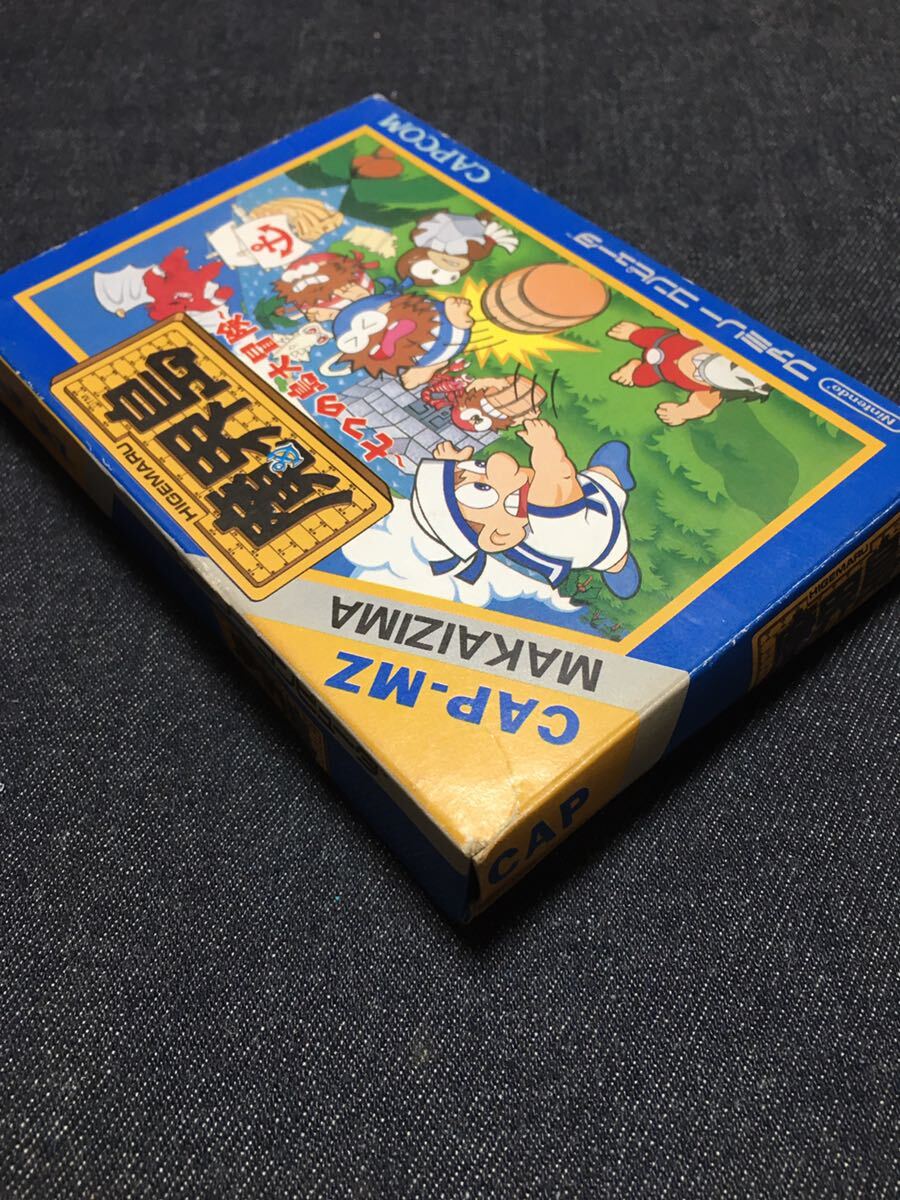 CAPCOM
ファミリー コンピュータ
Nintendo
HIGEMARU
魔界島
～七つの島大冒険～
MAKAIZIMA
CAP-MZ
CAP
HIGEMARU